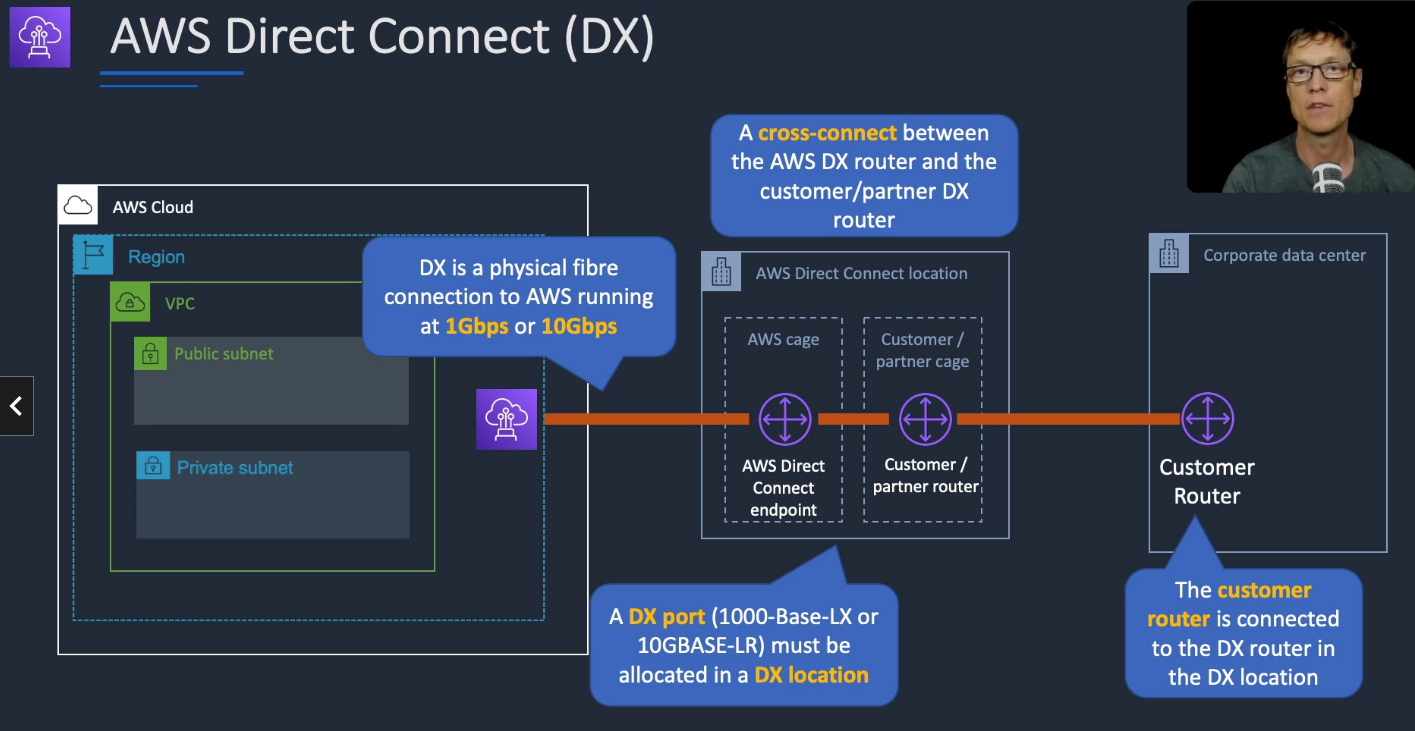 AWS Direct Connect (DX)
A cross-connect between
the AWS DX router and the
customer/partner DX
router
AWS Cloud
Region
DX is a physical fibre
connection to AWS running
at 1Gbps or 10Gbps
VPC
Public subnet
Private subnet
AWS Direct Connect location
AWS cage
Customer /
partner cage
AWS Direct
Connect
endpoint
Customer /
partner router
Corporate data center
Customer
Router
A DX port (1000-Base-LX or
10GBASE-LR) must be
allocated in a DX location
The customer
router is connected
to the DX router in
the DX location